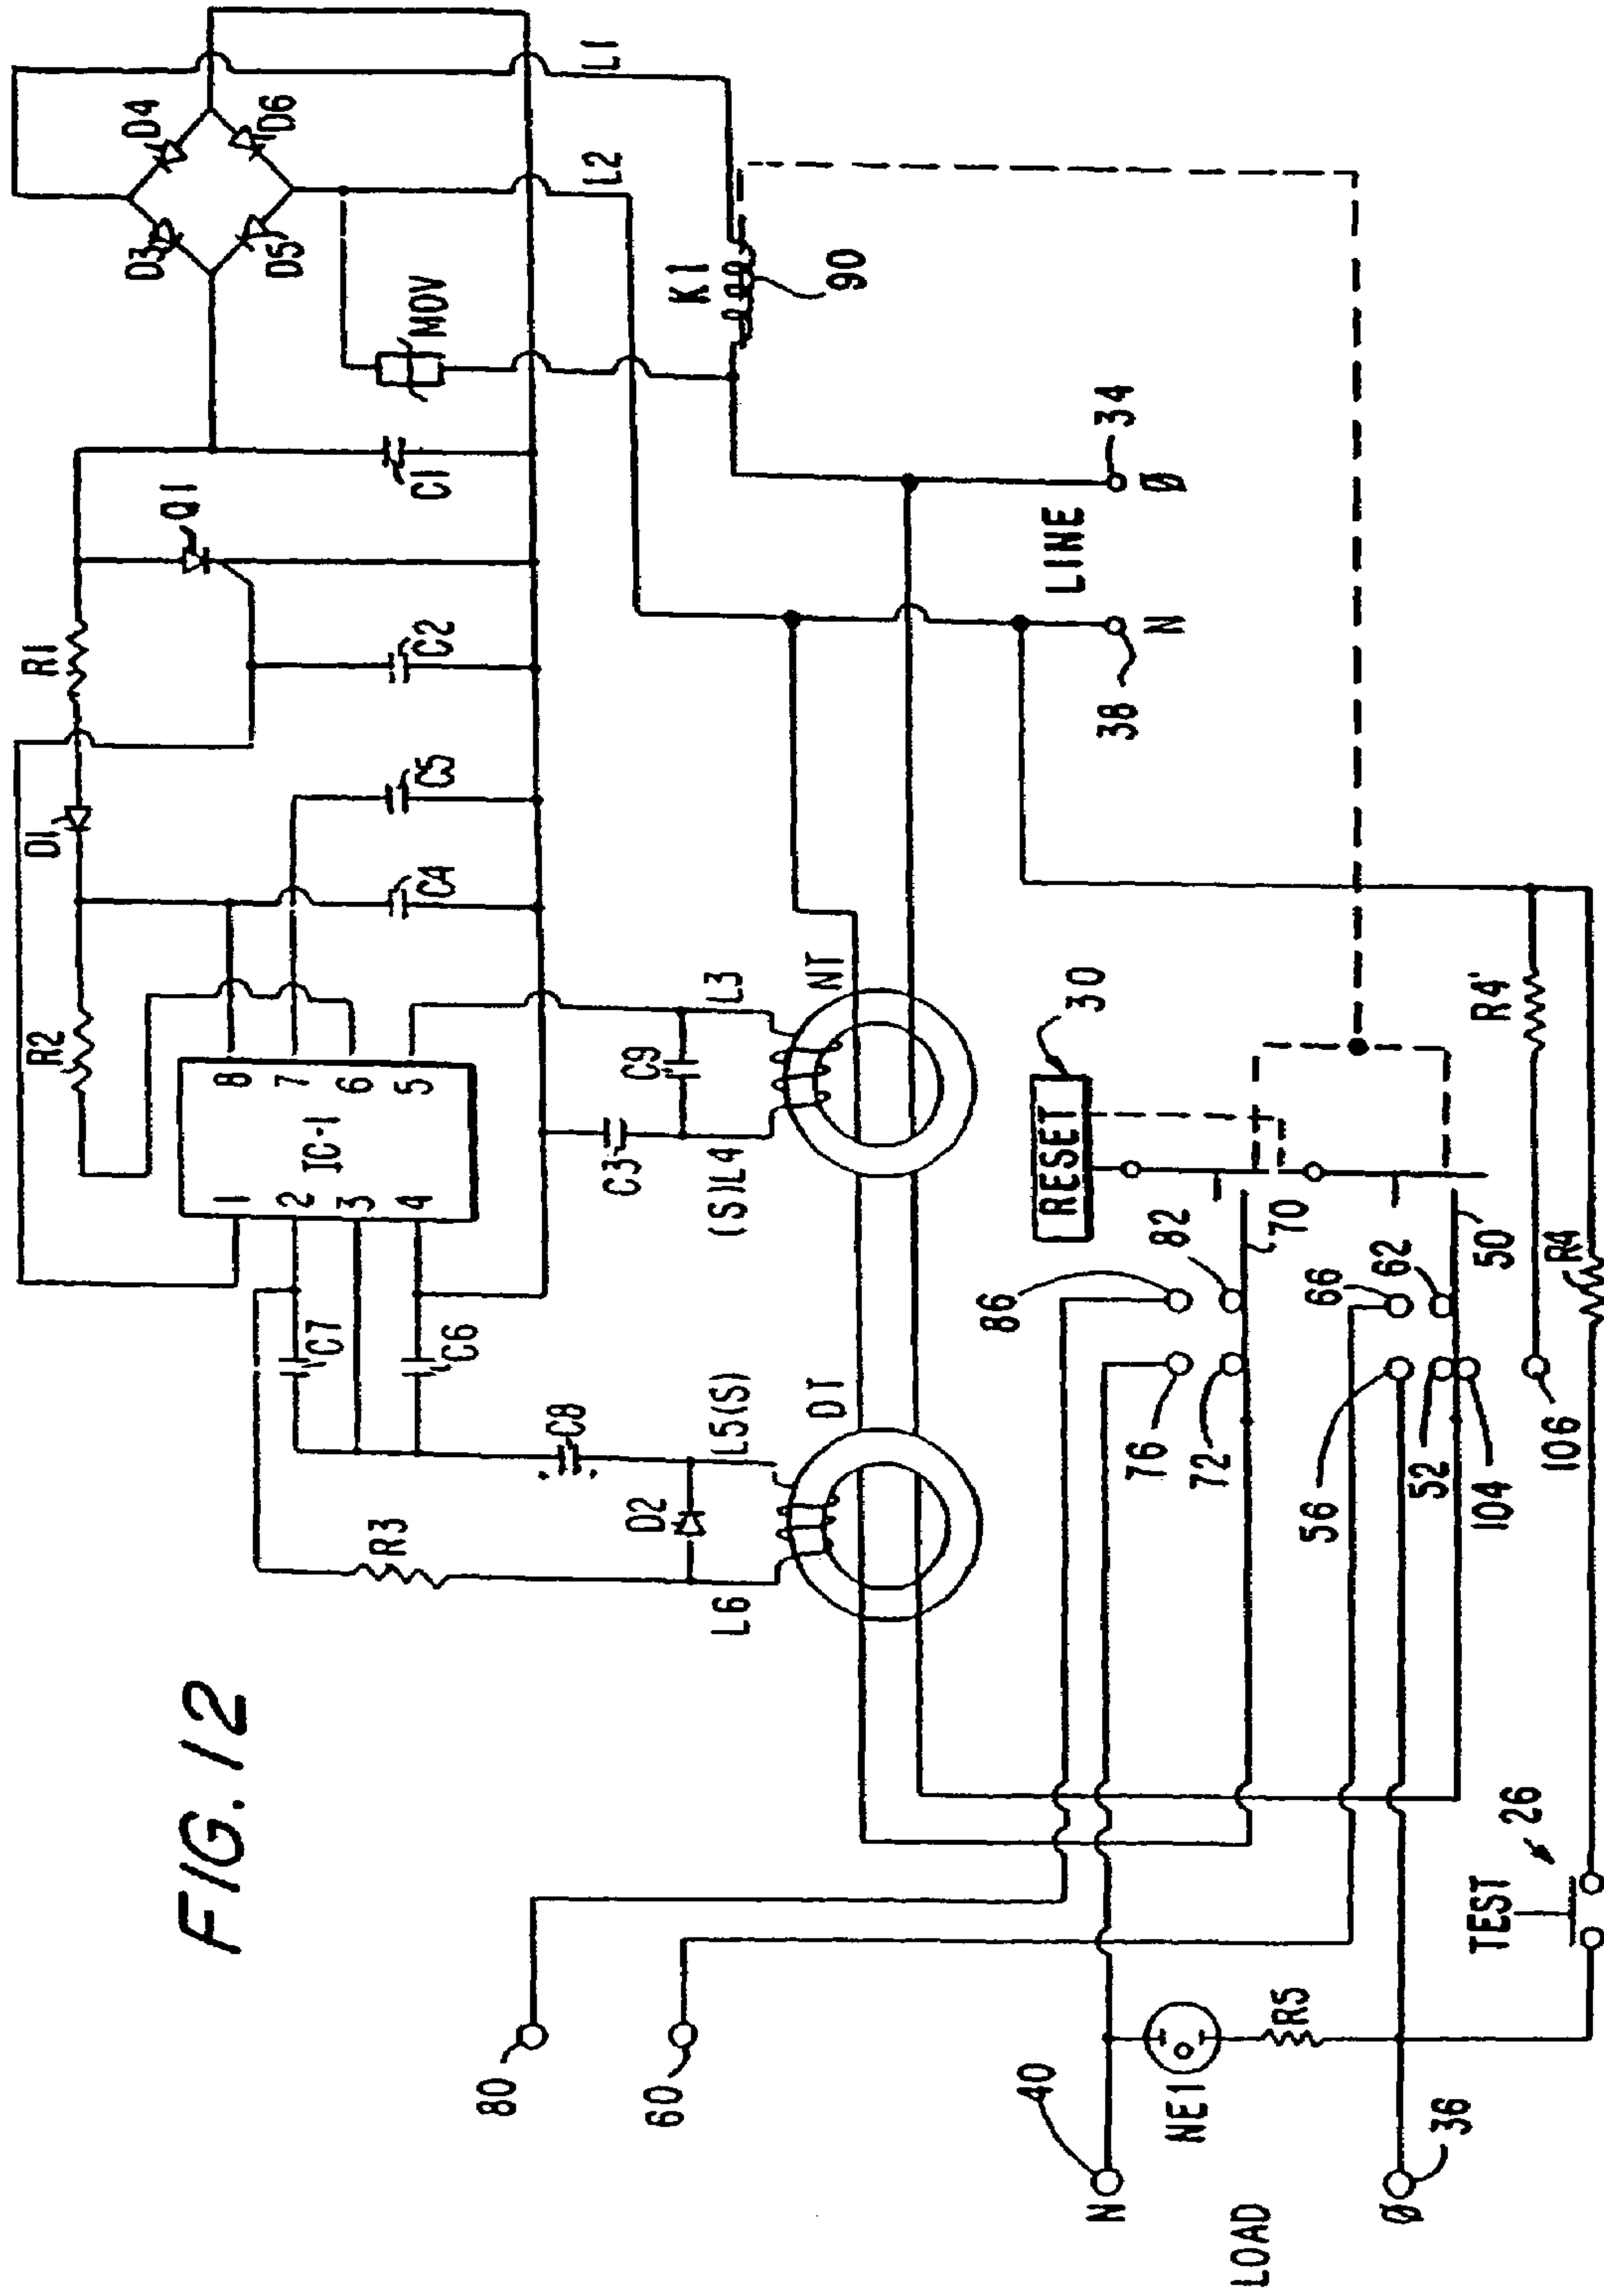 FIG. 12
D4
D6
D3
D5
L1
L2
MOV
K1
90
C1
Q1
34
Ø
LINE
N
38
R1
C2
D1
C5
C4
R2
8
7
6
5
IC-1
1
2
3
4
C9
L3
NT
C3
(S)L4
30
RESET
R4'
82
70
86
62
50
66
R4
C7
C6
C8
L5(S)
DT
76
72
56
52
104
106
R3
D2
L6
26
TEST
80
60
R5
NE1
40
N
36
Ø
LOAD